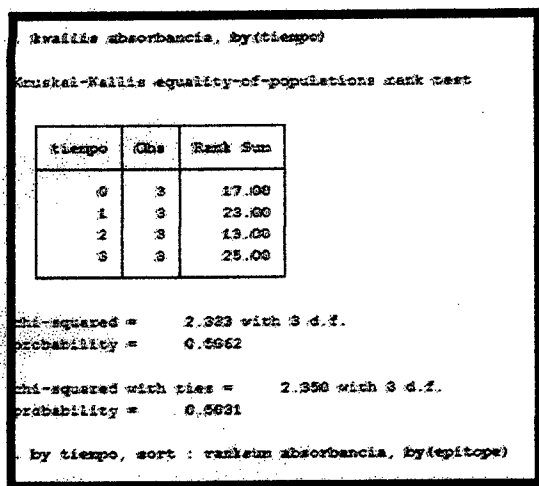 . kwallis absorbancia, by(tiempo)
Kruskal-Wallis equality-of-populations rank test
tiempo Obs Rank Sum
0 3 17.00
1 3 23.00
2 3 13.00
3 3 25.00
chi-squared = 2.333 with 3 d.f.
probability = 0.5062
chi-squared with ties = 2.350 with 3 d.f.
probability = 0.5031
. by tiempo, sort : ranksum absorbancia, by(epitope)